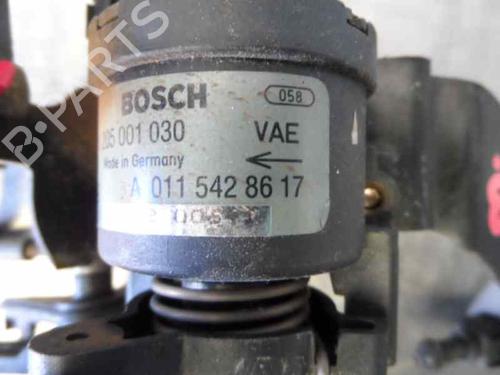 B-PARTS
BOSCH
058
205 001 030
VAE
Made in Germany
A 011 542 86 17